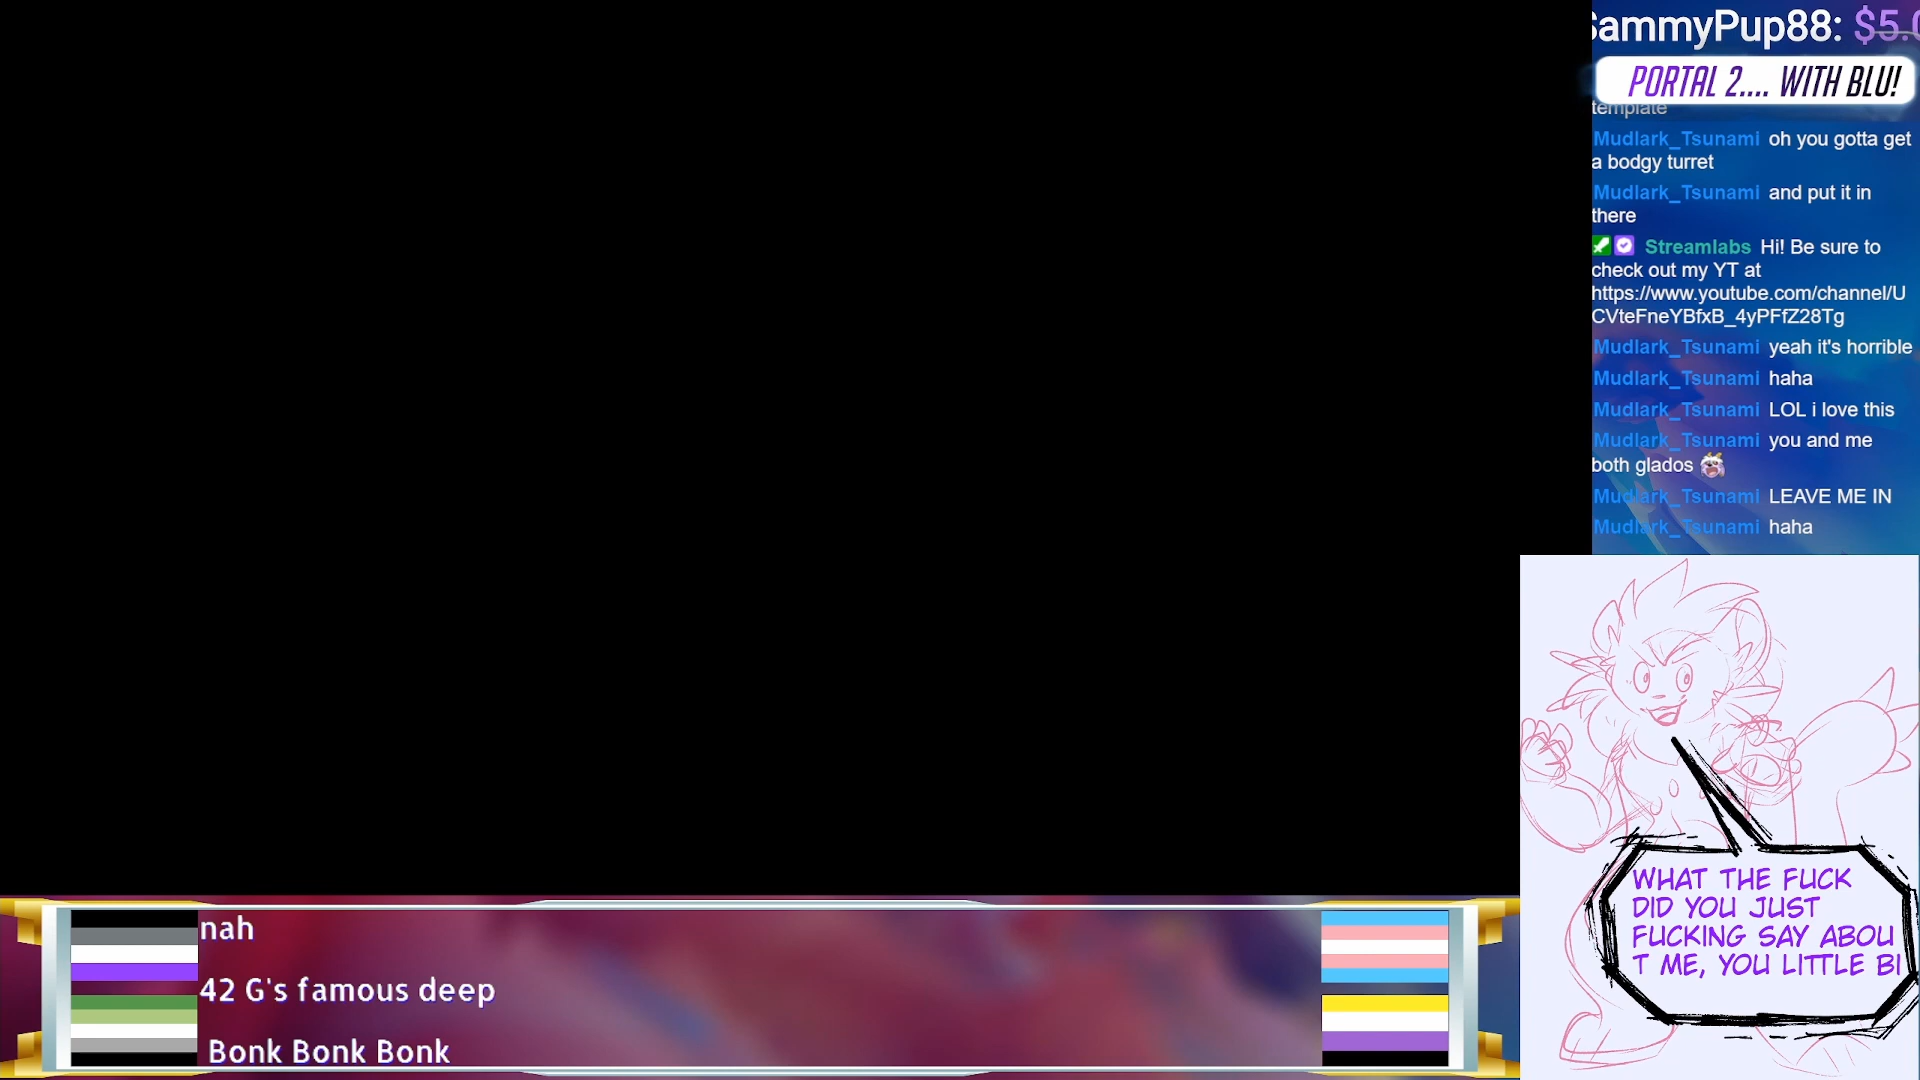 SammyPup88: $5.0
PORTAL 2.... WITH BLU!
template
Mudlark_Tsunami oh you gotta get
a bodgy turret
Mudlark_Tsunami and put it in
there
Streamlabs Hi! Be sure to
check out my YT at
https://www.youtube.com/channel/U
CVteFneYBfxB_4yPFfZ28Tg
Mudlark_Tsunami yeah it's horrible
Mudlark_Tsunami haha
Mudlark_Tsunami LOL i love this
Mudlark_Tsunami you and me
both glados
Mudlark_Tsunami LEAVE ME IN
Mudlark_Tsunami haha
WHAT THE FUCK
DID YOU JUST
FUCKING SAY ABOU
T ME, YOU LITTLE BI
nah
42 G's famous deep
Bonk Bonk Bonk